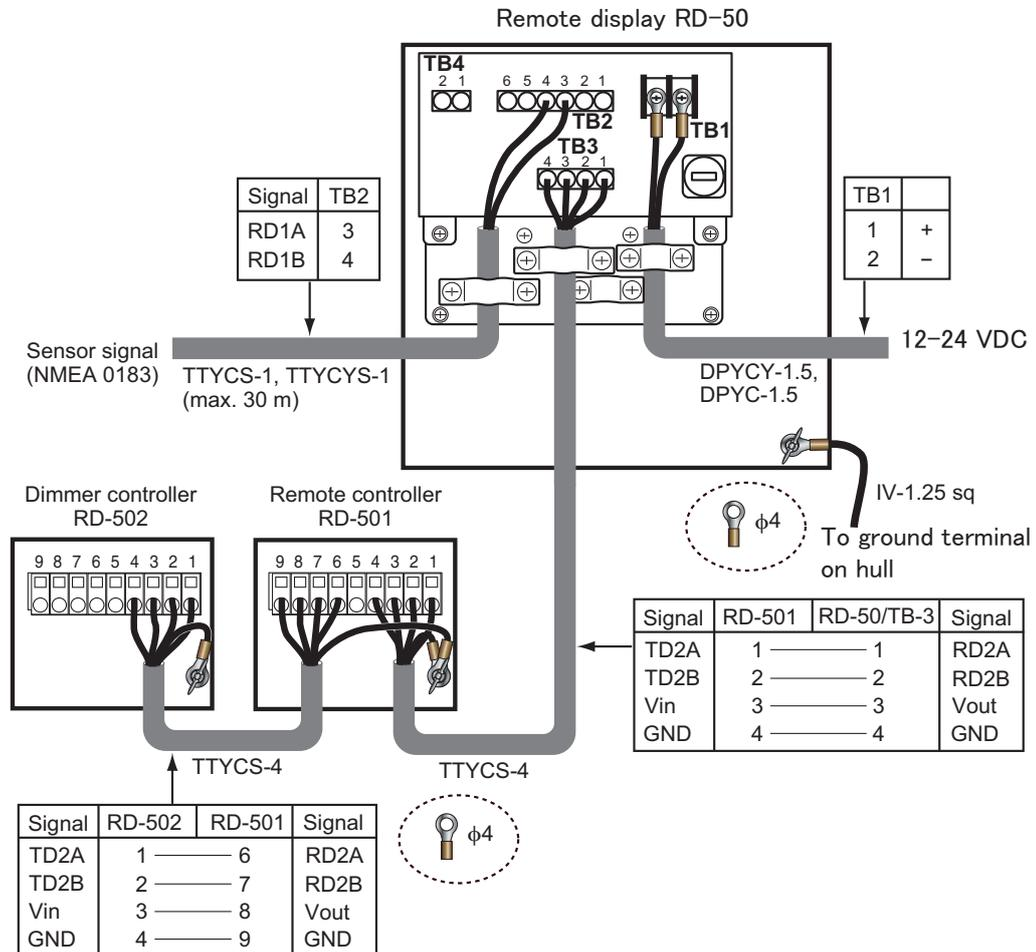 Remote display RD-50
TB4
2 1
6 5 4 3 2 1
TB2
TB1
TB3
4 3 2 1
Signal TB2
RD1A 3
RD1B 4
TB1
1 +
2 −
Sensor signal
(NMEA 0183)
TTYCS-1, TTYCYS-1
(max. 30 m)
12-24 VDC
DPYCY-1.5,
DPYC-1.5
IV-1.25 sq
To ground terminal
on hull
ϕ4
Dimmer controller
RD-502
9 8 7 6 5 4 3 2 1
Remote controller
RD-501
9 8 7 6 5 4 3 2 1
Signal RD-501 RD-50/TB-3 Signal
TD2A 1 1 RD2A
TD2B 2 2 RD2B
Vin 3 3 Vout
GND 4 4 GND
TTYCS-4
TTYCS-4
ϕ4
Signal RD-502 RD-501 Signal
TD2A 1 6 RD2A
TD2B 2 7 RD2B
Vin 3 8 Vout
GND 4 9 GND